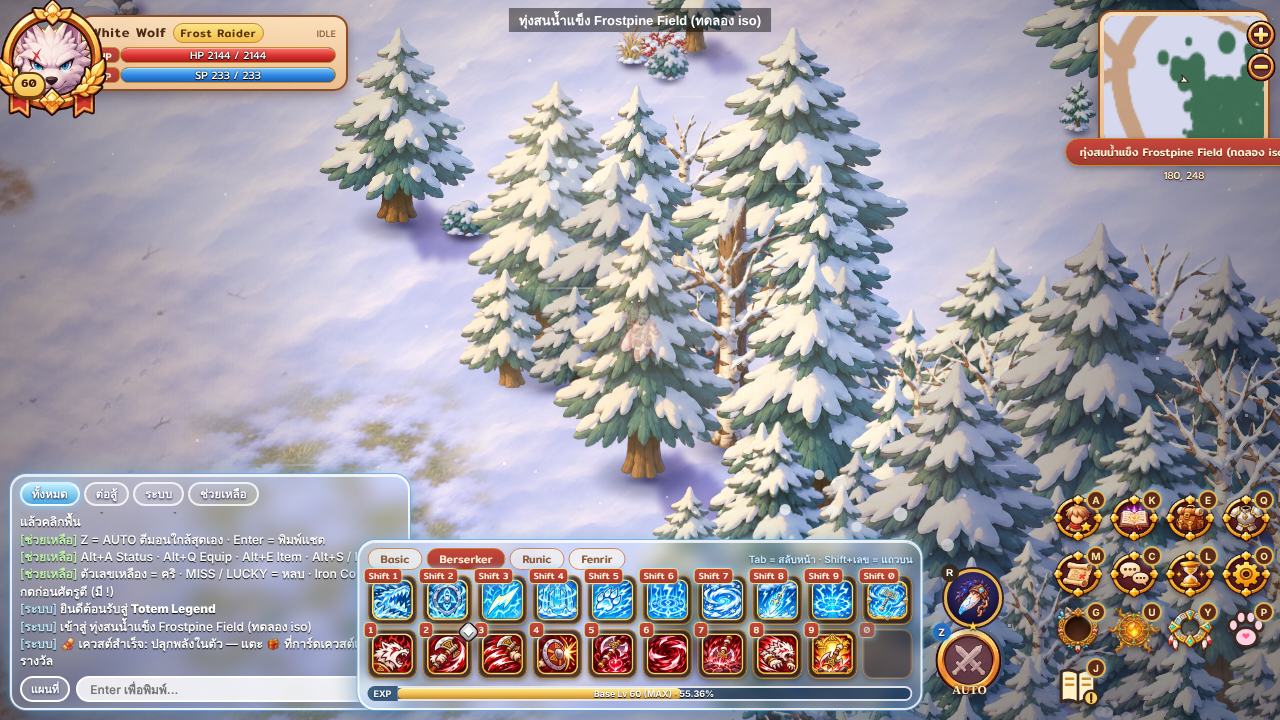 ทุ่งสนน้ำแข็ง Frostpine Field (ทดลอง iso)
White Wolf
Frost Raider
IDLE
HP 2144 / 2144
SP 233 / 233
60
ทุ่งสนน้ำแข็ง Frostpine Field (ทดลอง iso
180, 248
ทั้งหมด ต่อสู้ ระบบ ช่วยเหลือ
แล้วคลิกพื้น
[ช่วยเหลือ] Z = AUTO ตีมอนใกล้สุดเอง · Enter = พิมพ์แชต
[ช่วยเหลือ] Alt+A Status · Alt+Q Equip · Alt+E Item · Alt+S /
[ช่วยเหลือ] ตัวเลขเหลือง = คริ · MISS / LUCKY = หลบ · Iron Co
กดก่อนศัตรูตี (มี !)
[ระบบ] ยินดีต้อนรับสู่ Totem Legend
[ระบบ] เข้าสู่ ทุ่งสนน้ำแข็ง Frostpine Field (ทดลอง iso)
[ระบบ] เควสต์สำเร็จ: ปลุกพลังในตัว — แตะ 🎁 ที่การ์ดเควสต์
รางวัล
แผนที่
Enter เพื่อพิมพ์...
Basic Berserker Runic Fenrir
Tab = สลับหน้า · Shift+เลข = แถวบน
Shift 1 Shift 2 Shift 3 Shift 4 Shift 5 Shift 6 Shift 7 Shift 8 Shift 9 Shift 0
1 2 3 4 5 6 7 8 9 0
EXP
Base Lv 60 (MAX) · 55.36%
R
Z
AUTO
A K E Q
M C L O
G U Y P
J